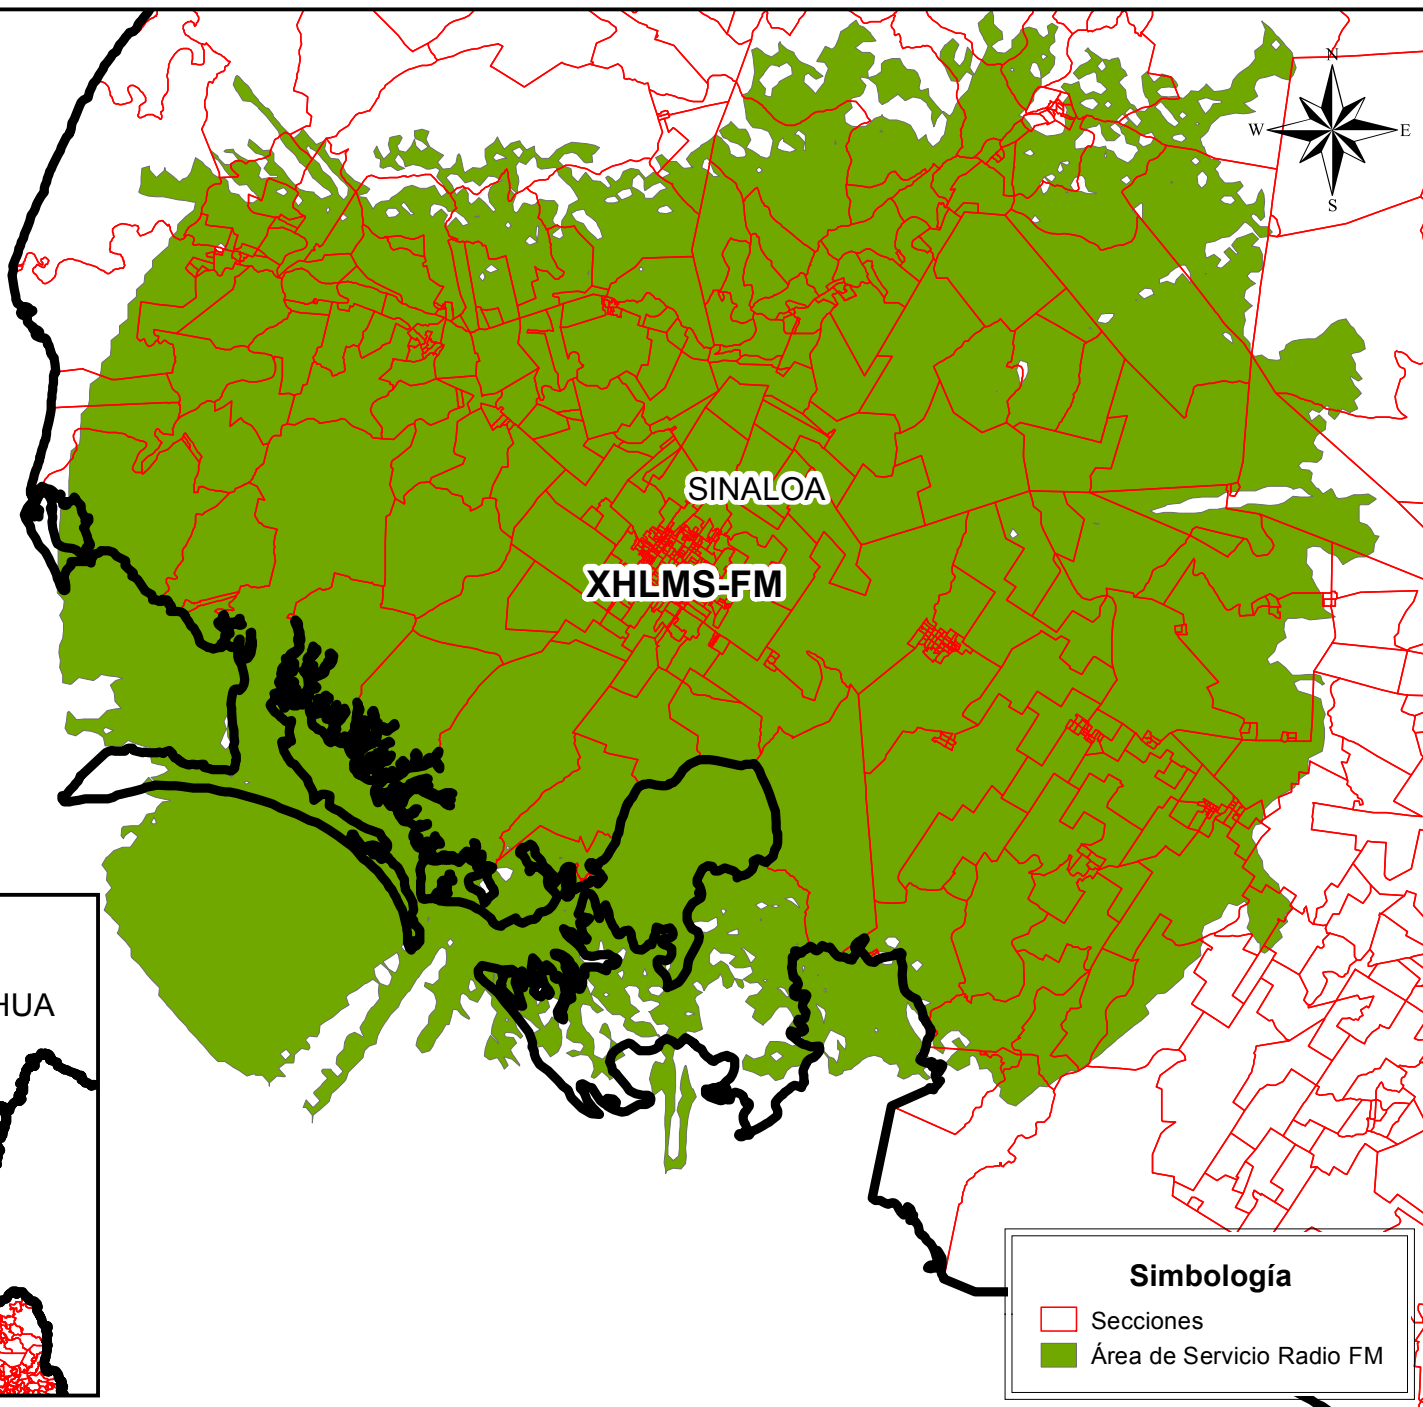 N
W E
S
SINALOA
XHLMS-FM
HUA
Simbología
Secciones
Área de Servicio Radio FM